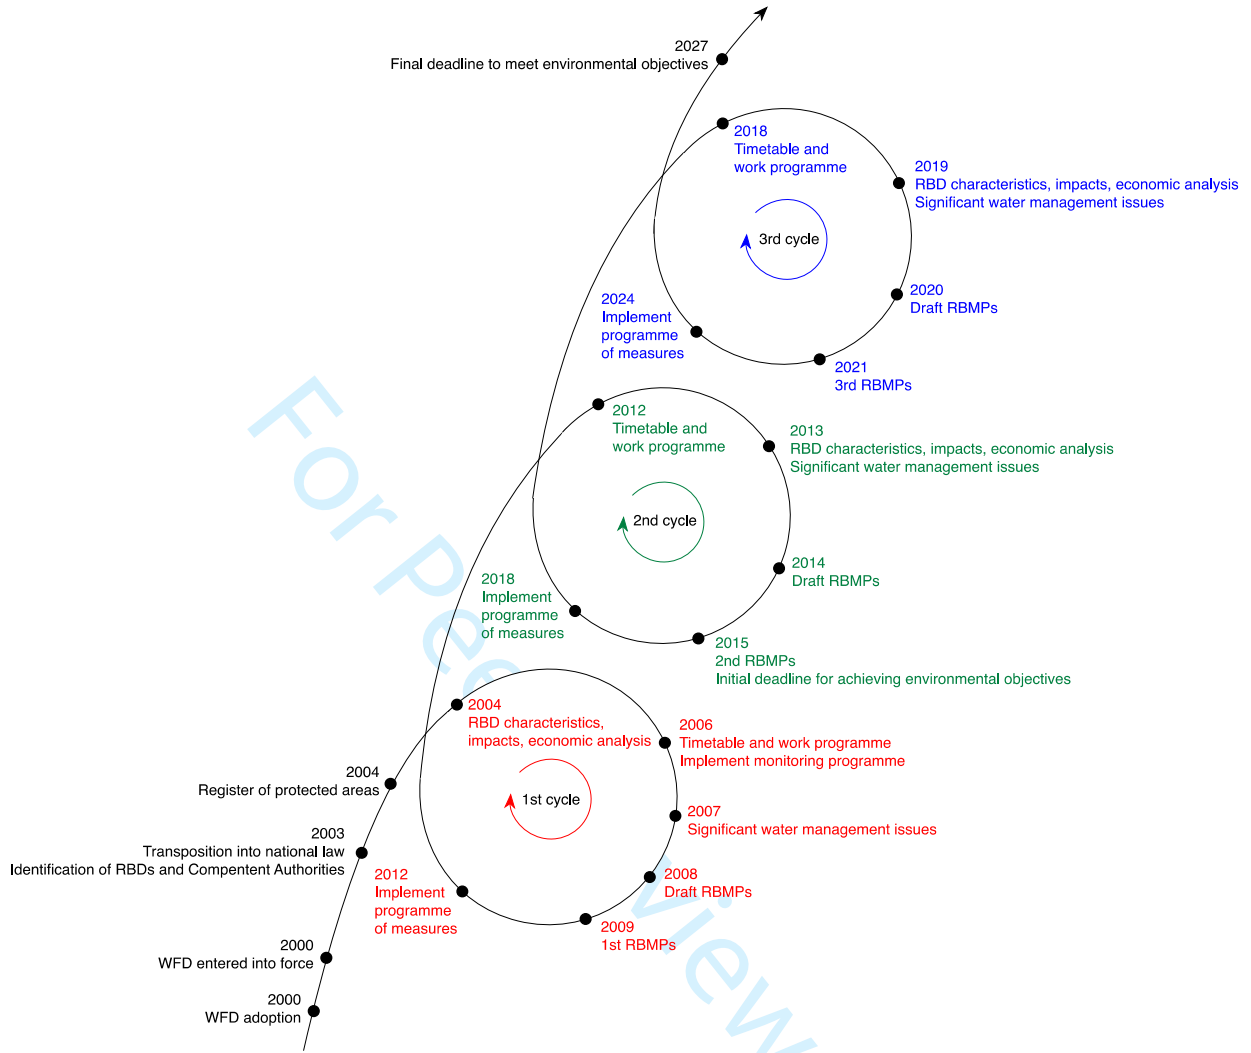 2027
Final deadline to meet environmental objectives
2018
Timetable and
work programme
2019
RBD characteristics, impacts, economic analysis
Significant water management issues
3rd cycle
2020
Draft RBMPs
2024
Implement
programme
of measures
2021
3rd RBMPs
2012
Timetable and
work programme
2013
RBD characteristics, impacts, economic analysis
Significant water management issues
2nd cycle
2014
Draft RBMPs
2018
Implement
programme
of measures
2015
2nd RBMPs
Initial deadline for achieving environmental objectives
2004
RBD characteristics,
impacts, economic analysis
2006
Timetable and work programme
Implement monitoring programme
1st cycle
2007
Significant water management issues
2008
Draft RBMPs
2012
Implement
programme
of measures
2009
1st RBMPs
2004
Register of protected areas
2003
Transposition into national law
Identification of RBDs and Compentent Authorities
2000
WFD entered into force
2000
WFD adoption
For Pee view